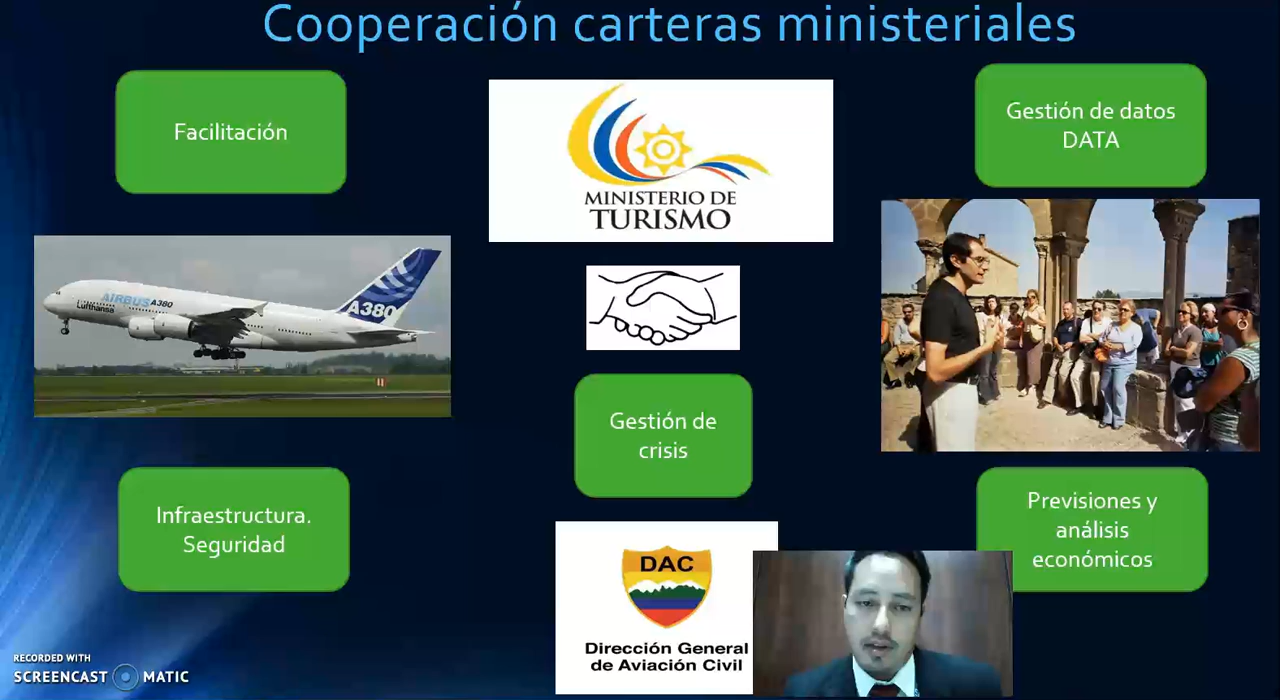 Cooperación carteras ministeriales
Facilitación
MINISTERIO DE
TURISMO
Gestión de datos
DATA
AIRBUS A380
Lufthansa
A380
Gestión de
crisis
Infraestructura.
Seguridad
Previsiones y
análisis
económicos
DAC
Dirección General
de Aviación Civil
RECORDED WITH
SCREENCAST MATIC